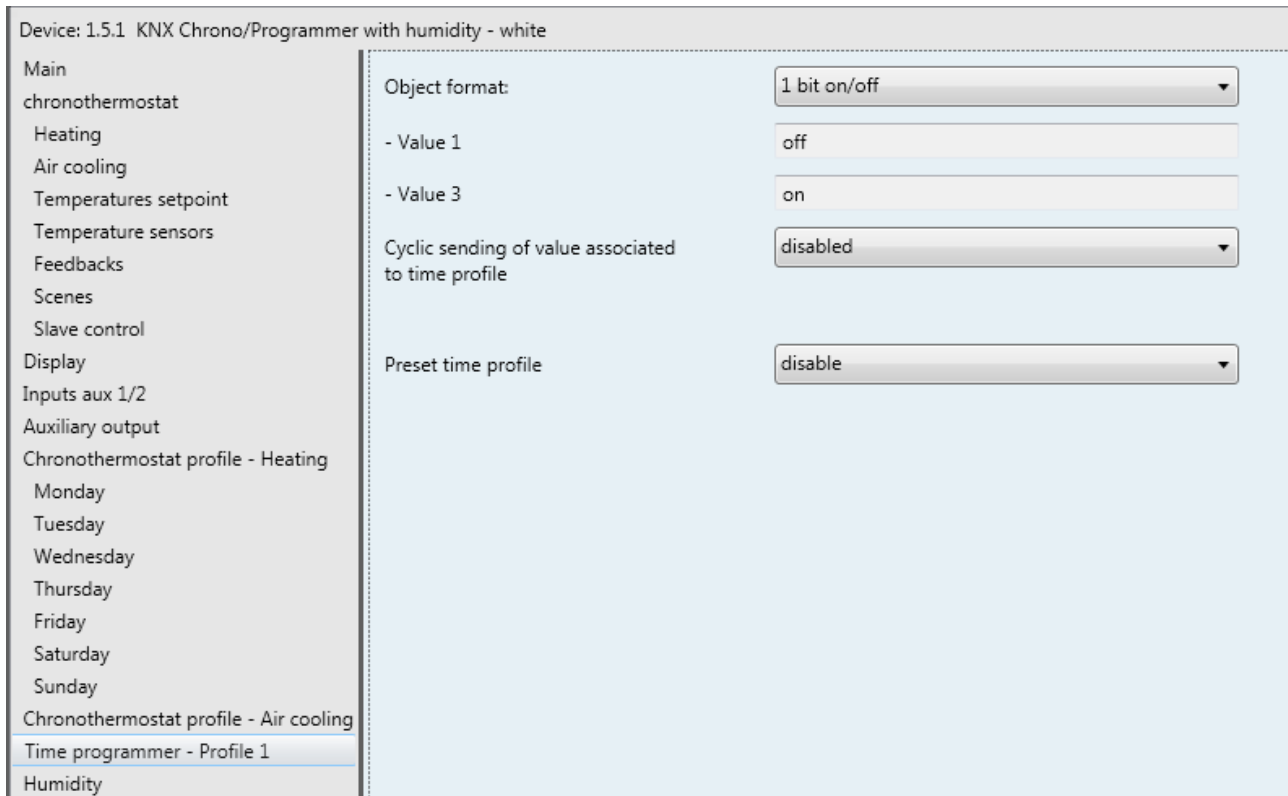 Device: 1.5.1 KNX Chrono/Programmer with humidity - white
Main
chronothermostat
Heating
Air cooling
Temperatures setpoint
Temperature sensors
Feedbacks
Scenes
Slave control
Display
Inputs aux 1/2
Auxiliary output
Chronothermostat profile - Heating
Monday
Tuesday
Wednesday
Thursday
Friday
Saturday
Sunday
Chronothermostat profile - Air cooling
Time programmer - Profile 1
Humidity
Object format: 1 bit on/off
- Value 1 off
- Value 3 on
Cyclic sending of value associated disabled
to time profile
Preset time profile disable